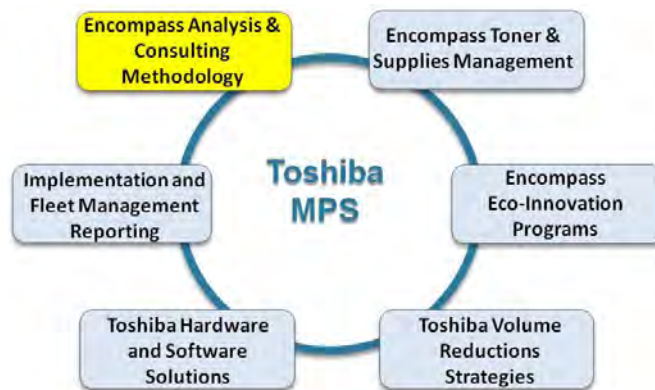 Encompass Analysis &
Consulting
Methodology
Encompass Toner &
Supplies Management
Implementation and
Fleet Management
Reporting
Toshiba
MPS
Encompass
Eco-Innovation
Programs
Toshiba Hardware
and Software
Solutions
Toshiba Volume
Reductions
Strategies